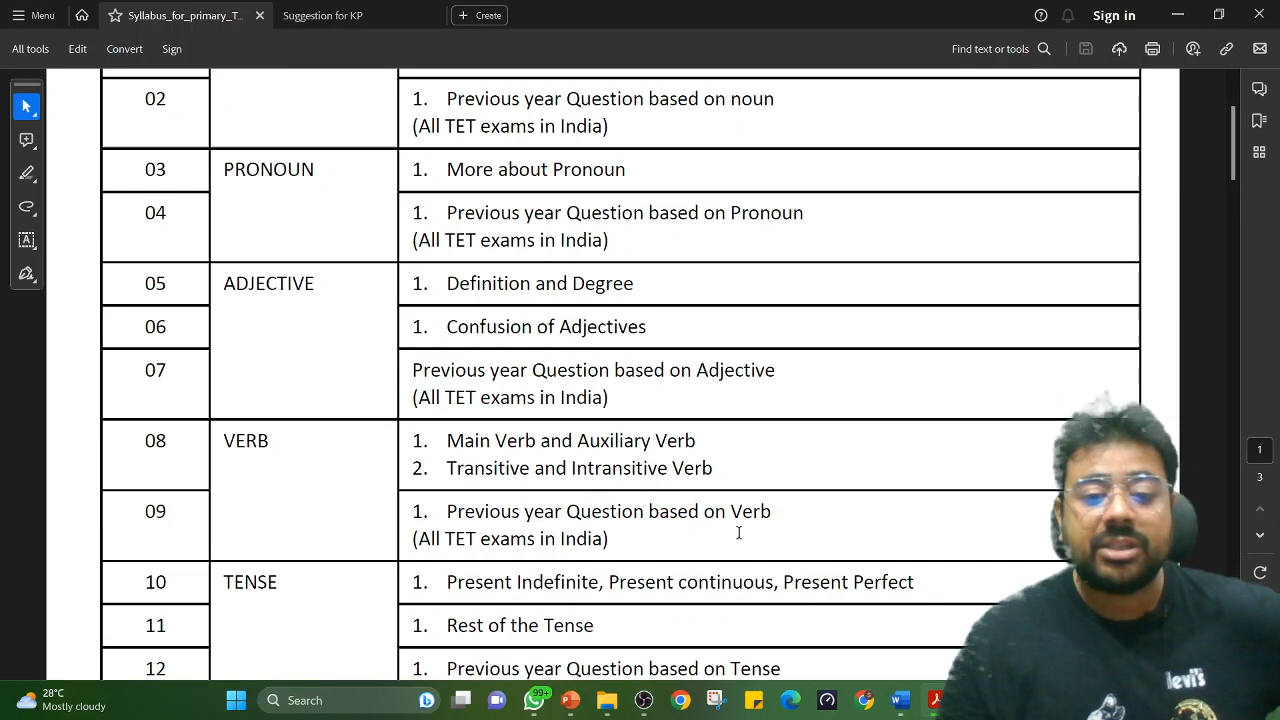 Menu
Syllabus_for_primary_T...
Suggestion for KP
Create
Sign in
All tools
Edit
Convert
Sign
Find text or tools
02
1. Previous year Question based on noun
(All TET exams in India)
03
PRONOUN
1. More about Pronoun
04
1. Previous year Question based on Pronoun
(All TET exams in India)
05
ADJECTIVE
1. Definition and Degree
06
1. Confusion of Adjectives
07
Previous year Question based on Adjective
(All TET exams in India)
08
VERB
1. Main Verb and Auxiliary Verb
2. Transitive and Intransitive Verb
09
1. Previous year Question based on Verb
(All TET exams in India)
10
TENSE
1. Present Indefinite, Present continuous, Present Perfect
11
1. Rest of the Tense
12
1. Previous year Question based on Tense
1
3
levi's
28°C
Mostly cloudy
Search
99+